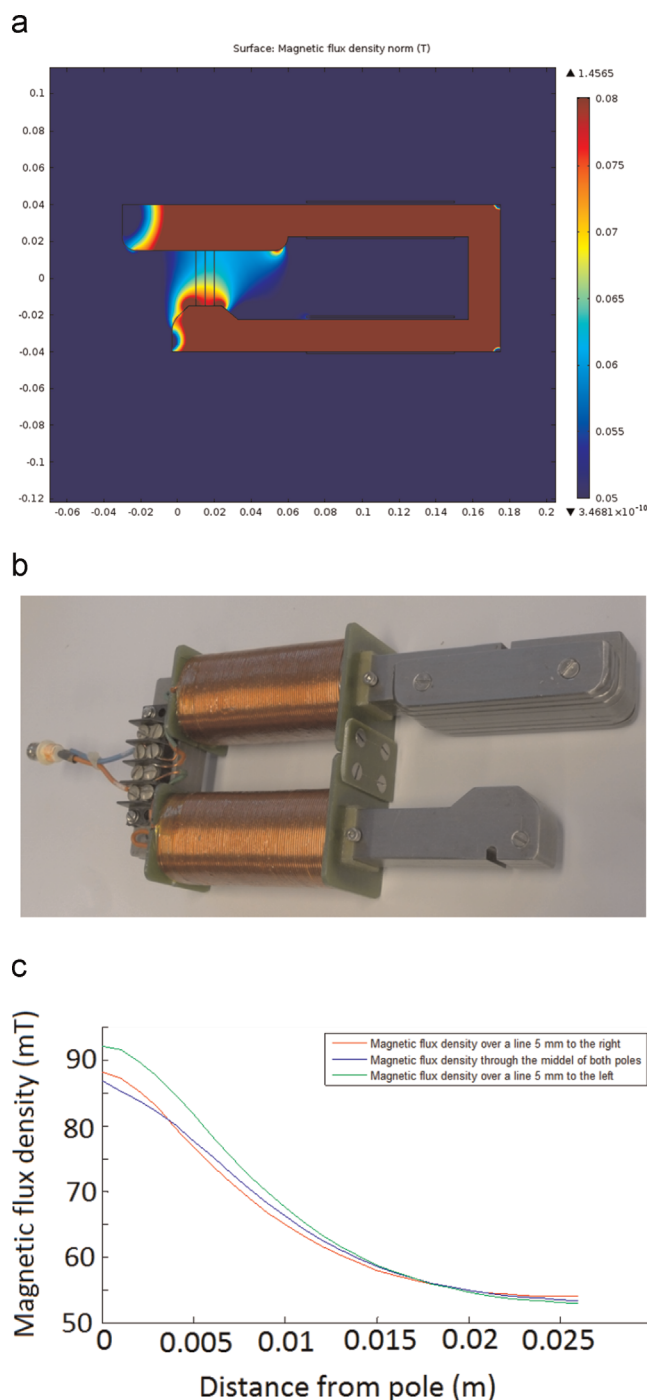 a
Surface: Magnetic flux density norm (T)
▲ 1.4565
0.1
0.08
0.06
0.04
0.02
0
-0.02
-0.04
-0.06
-0.08
-0.1
-0.12
-0.06 -0.04 -0.02 0 0.02 0.04 0.06 0.08 0.1 0.12 0.14 0.16 0.18 0.2
0.08
0.075
0.07
0.065
0.06
0.055
0.05
▼ 3.4681×10⁻¹⁰
b
c
Magnetic flux density (mT)
90
80
70
60
50
Magnetic flux density over a line 5 mm to the right
Magnetic flux density through the middel of both poles
Magnetic flux density over a line 5 mm to the left
0 0.005 0.01 0.015 0.02 0.025
Distance from pole (m)